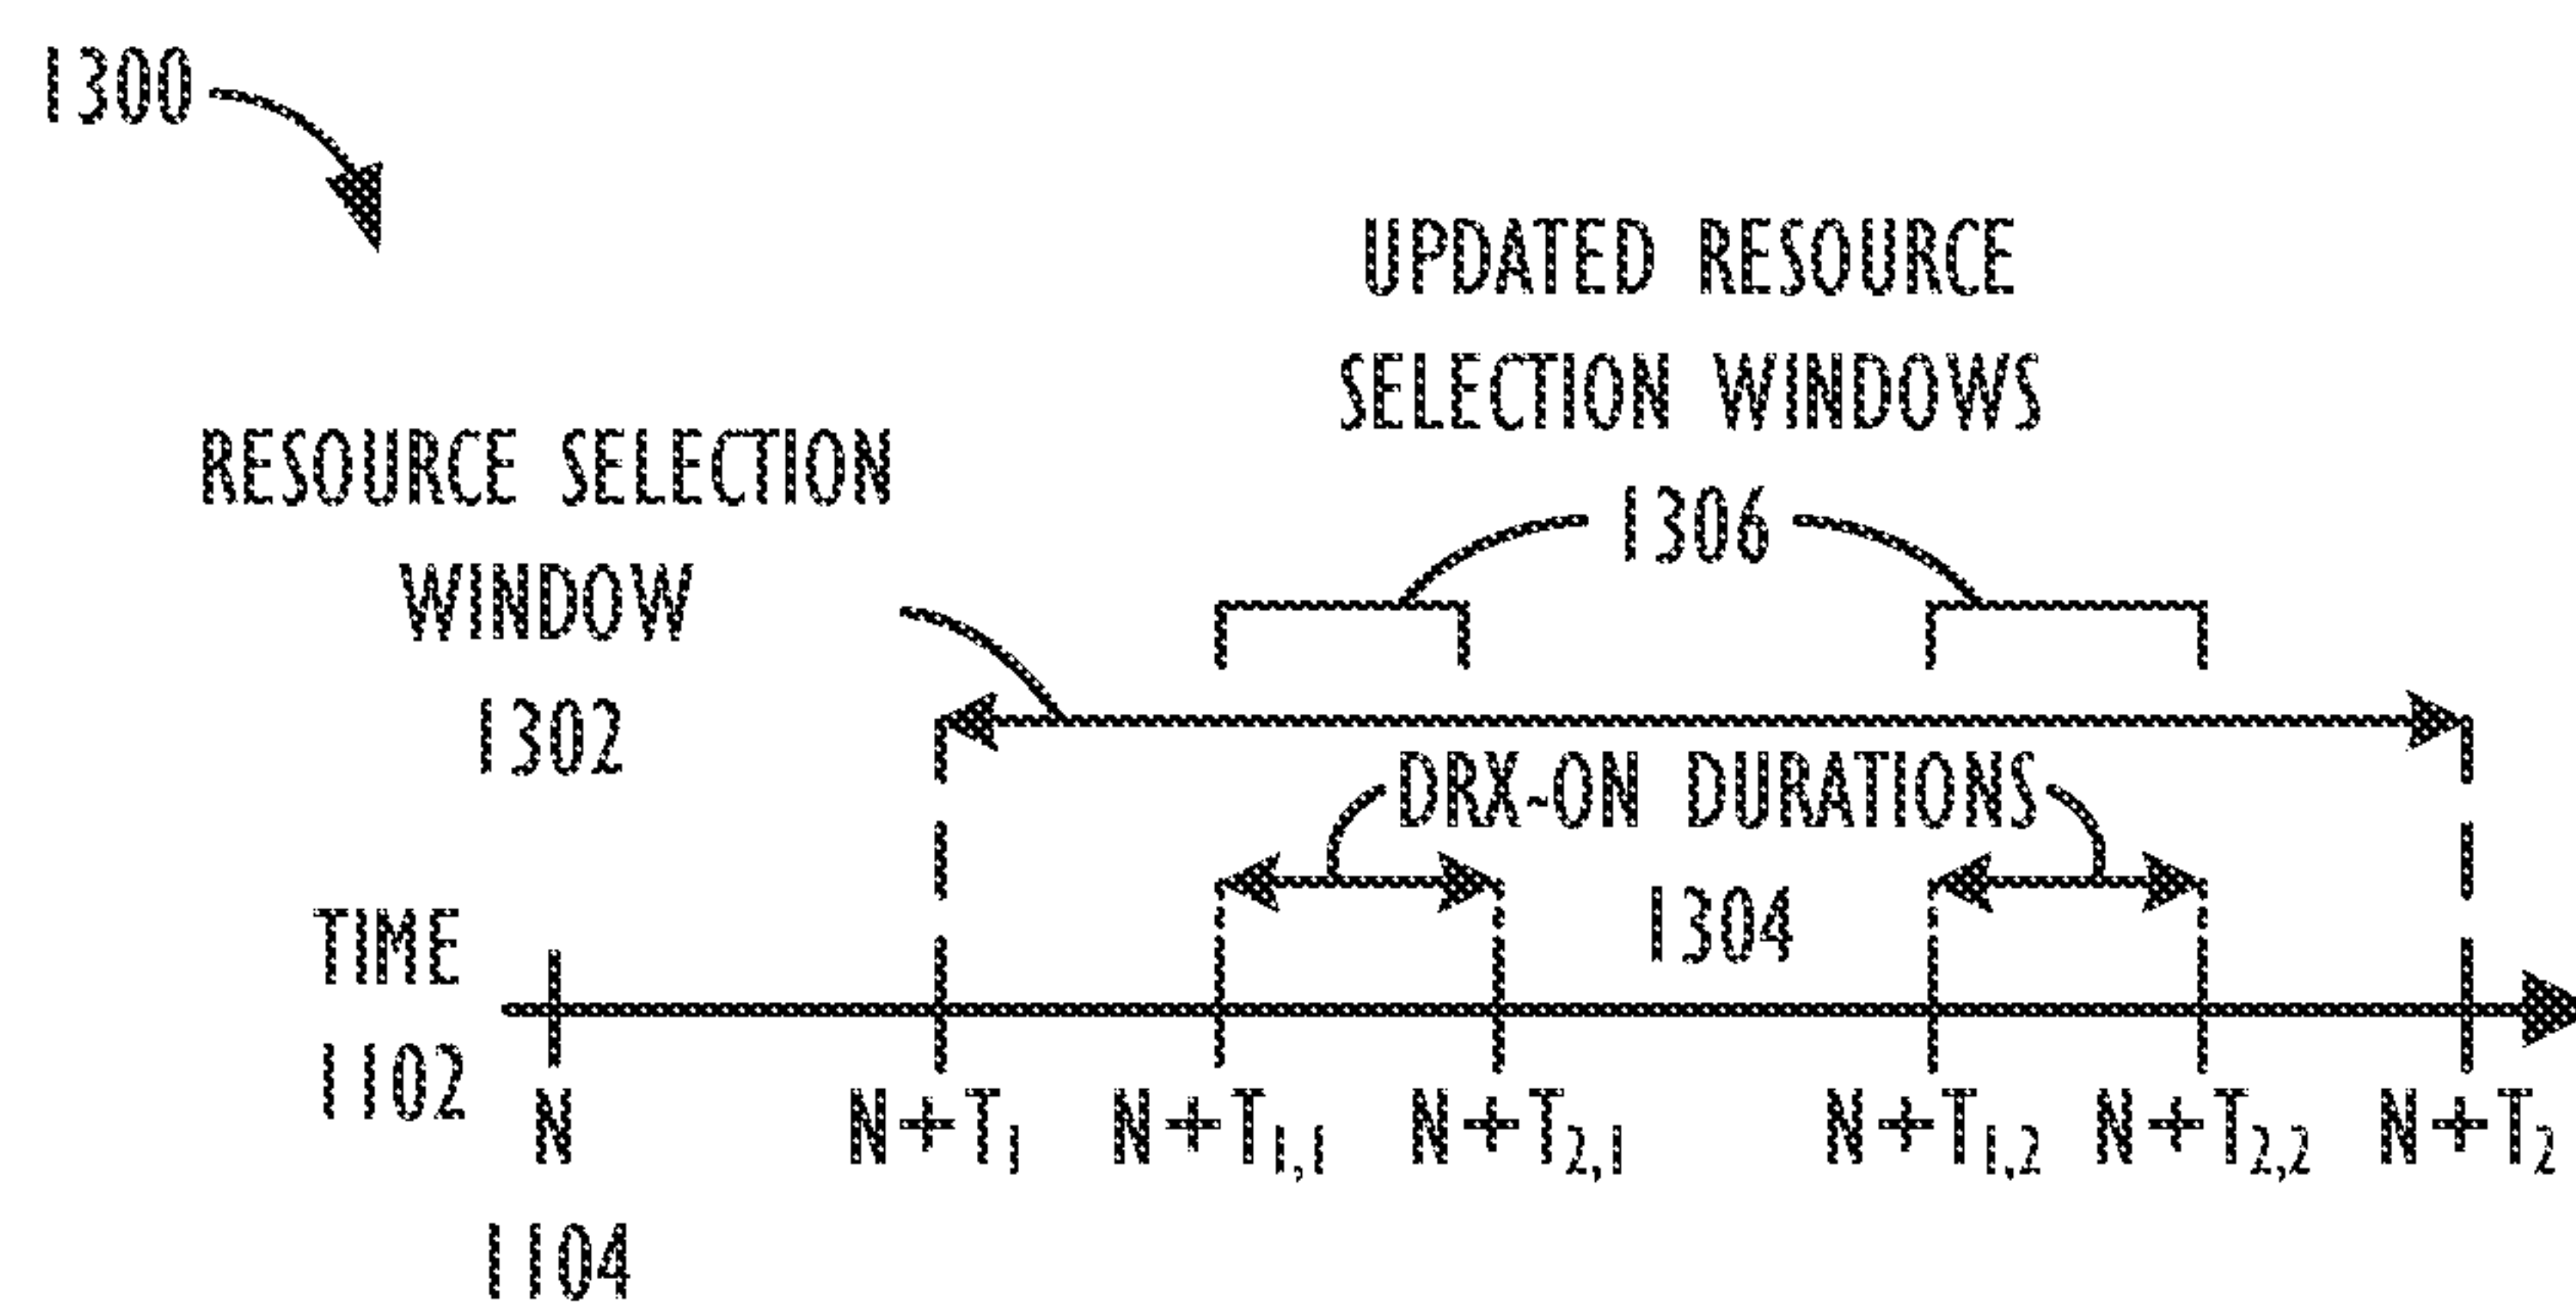 1300
UPDATED RESOURCE
SELECTION WINDOWS
1306
RESOURCE SELECTION
WINDOW
1302
DRX-ON DURATIONS
1304
TIME
1102
N
1104
N+T₁ N+T₁,₁ N+T₂,₁ N+T₁,₂ N+T₂,₂ N+T₂